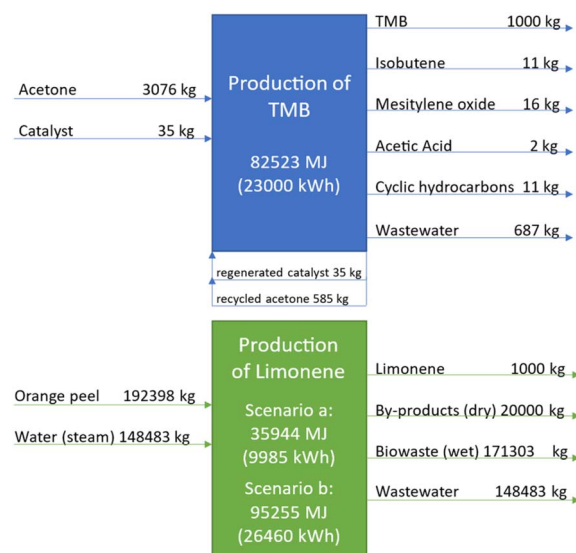 Acetone 3076 kg
Catalyst 35 kg
Production of
TMB
82523 MJ
(23000 kWh)
TMB 1000 kg
Isobutene 11 kg
Mesitylene oxide 16 kg
Acetic Acid 2 kg
Cyclic hydrocarbons 11 kg
Wastewater 687 kg
regenerated catalyst 35 kg
recycled acetone 585 kg
Orange peel 192398 kg
Water (steam) 148483 kg
Production
of Limonene
Scenario a:
35944 MJ
(9985 kWh)
Scenario b:
95255 MJ
(26460 kWh)
Limonene 1000 kg
By-products (dry) 20000 kg
Biowaste (wet) 171303 kg
Wastewater 148483 kg